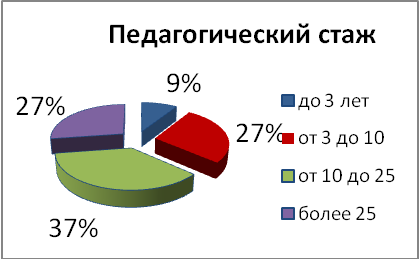 Педагогический стаж
9%
27%
37%
27%
до 3 лет
от 3 до 10
от 10 до 25
более 25